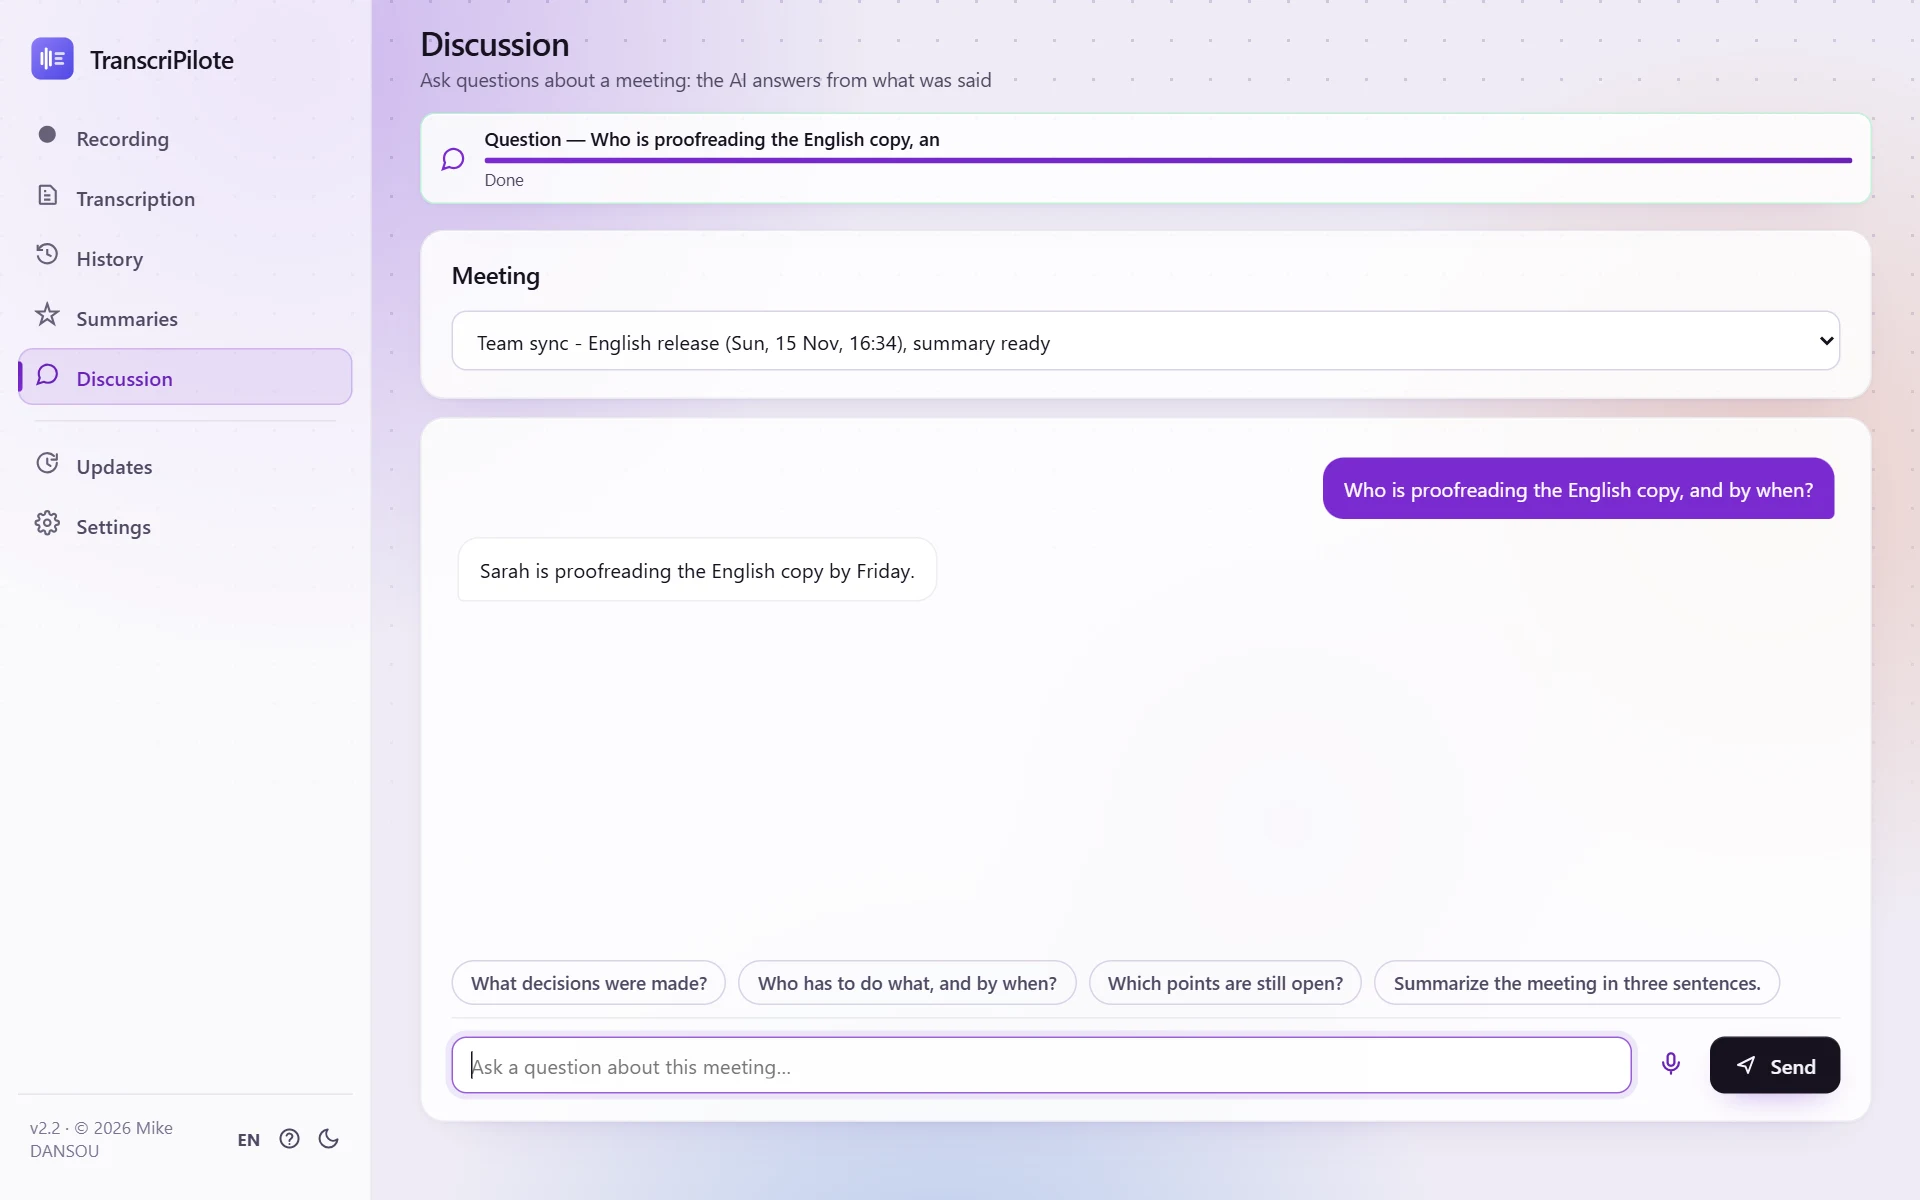 TranscriPilote
Recording
Transcription
History
Summaries
Discussion
Updates
Settings
v2.2 · © 2026 Mike
DANSOU
EN
Discussion
Ask questions about a meeting: the AI answers from what was said
Question — Who is proofreading the English copy, an
Done
Meeting
Team sync - English release (Sun, 15 Nov, 16:34), summary ready
Who is proofreading the English copy, and by when?
Sarah is proofreading the English copy by Friday.
What decisions were made?
Who has to do what, and by when?
Which points are still open?
Summarize the meeting in three sentences.
Ask a question about this meeting...
Send